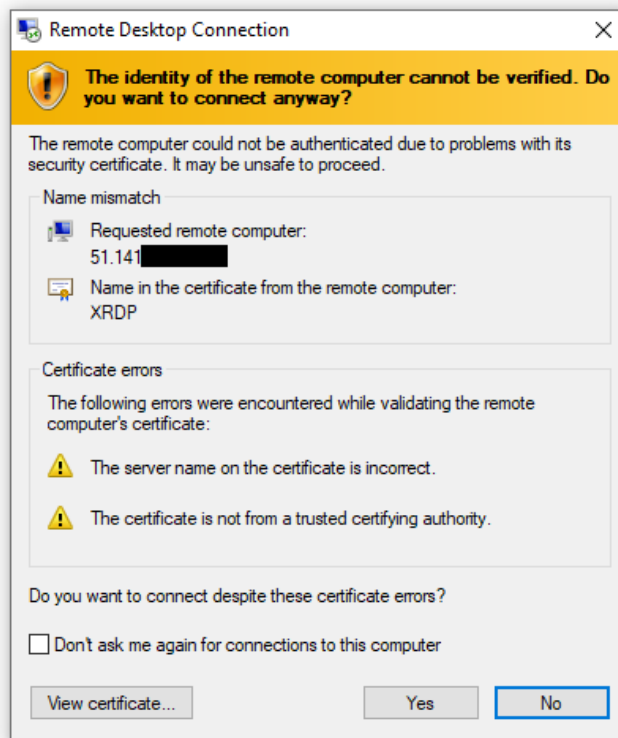 Remote Desktop Connection
The identity of the remote computer cannot be verified. Do
you want to connect anyway?
The remote computer could not be authenticated due to problems with its
security certificate. It may be unsafe to proceed.
Name mismatch
Requested remote computer:
51.141
Name in the certificate from the remote computer:
XRDP
Certificate errors
The following errors were encountered while validating the remote
computer's certificate:
The server name on the certificate is incorrect.
The certificate is not from a trusted certifying authority.
Do you want to connect despite these certificate errors?
Don't ask me again for connections to this computer
View certificate...
Yes
No